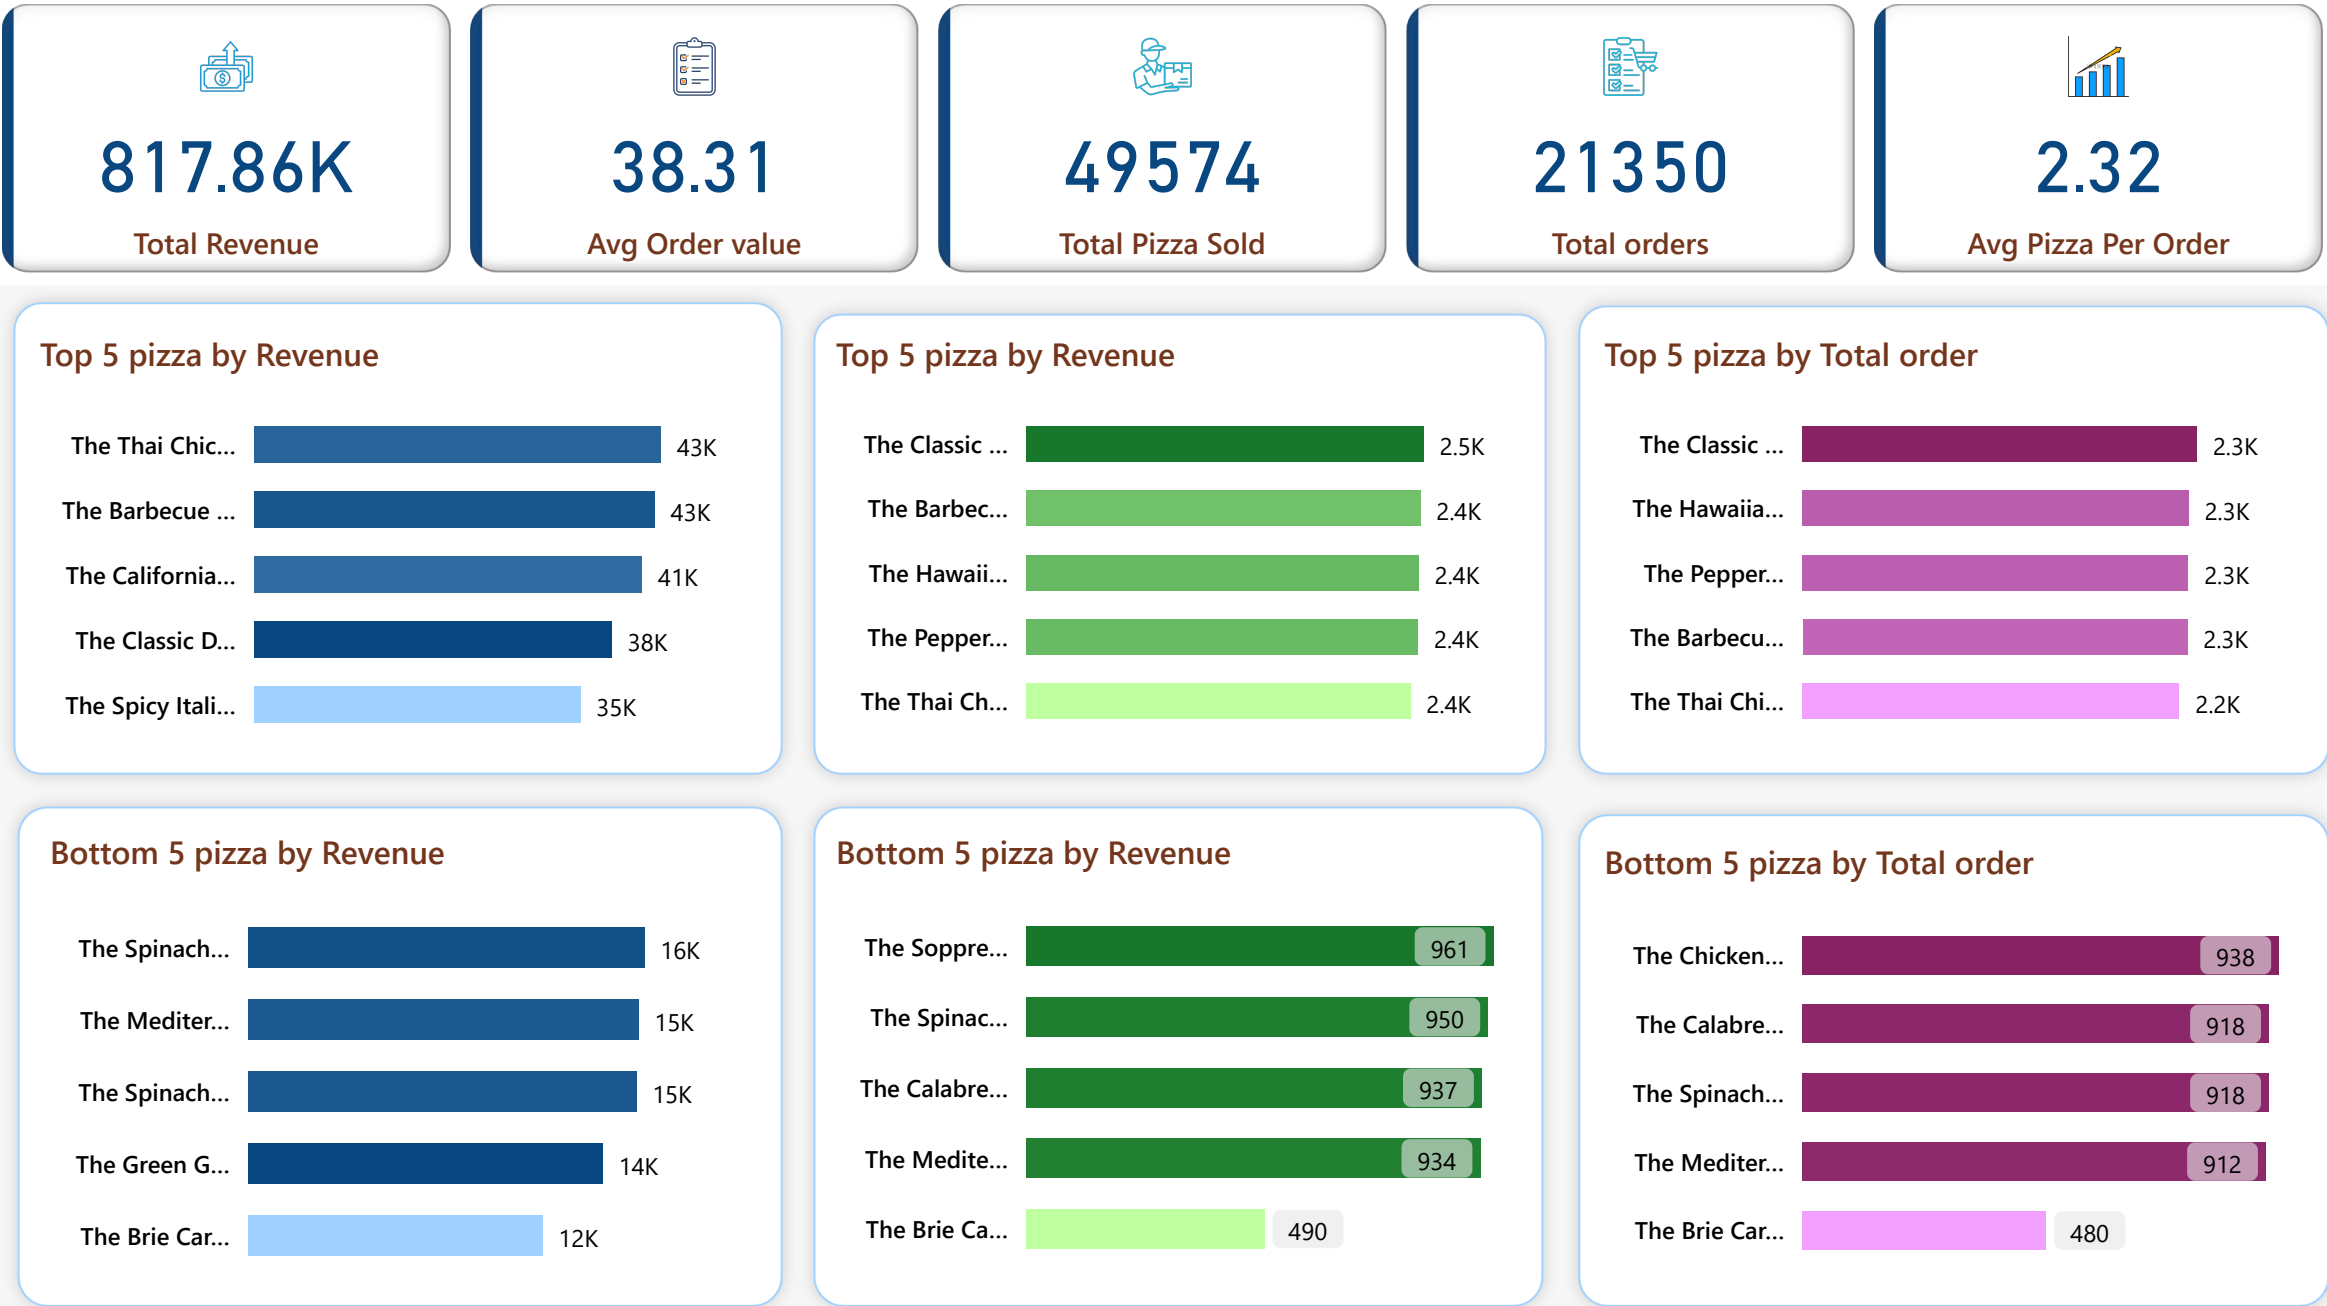 817.86K
Total Revenue
38.31
Avg Order value
49574
Total Pizza Sold
21350
Total orders
2.32
Avg Pizza Per Order
Top 5 pizza by Revenue
The Thai Chic... 43K
The Barbecue ... 43K
The California... 41K
The Classic D... 38K
The Spicy Itali... 35K
Top 5 pizza by Revenue
The Classic ... 2.5K
The Barbec... 2.4K
The Hawaii... 2.4K
The Pepper... 2.4K
The Thai Ch... 2.4K
Top 5 pizza by Total order
The Classic ... 2.3K
The Hawaiia... 2.3K
The Pepper... 2.3K
The Barbecu... 2.3K
The Thai Chi... 2.2K
Bottom 5 pizza by Revenue
The Spinach... 16K
The Mediter... 15K
The Spinach... 15K
The Green G... 14K
The Brie Car... 12K
Bottom 5 pizza by Revenue
The Soppre... 961
The Spinac... 950
The Calabre... 937
The Medite... 934
The Brie Ca... 490
Bottom 5 pizza by Total order
The Chicken... 938
The Calabre... 918
The Spinach... 918
The Mediter... 912
The Brie Car... 480